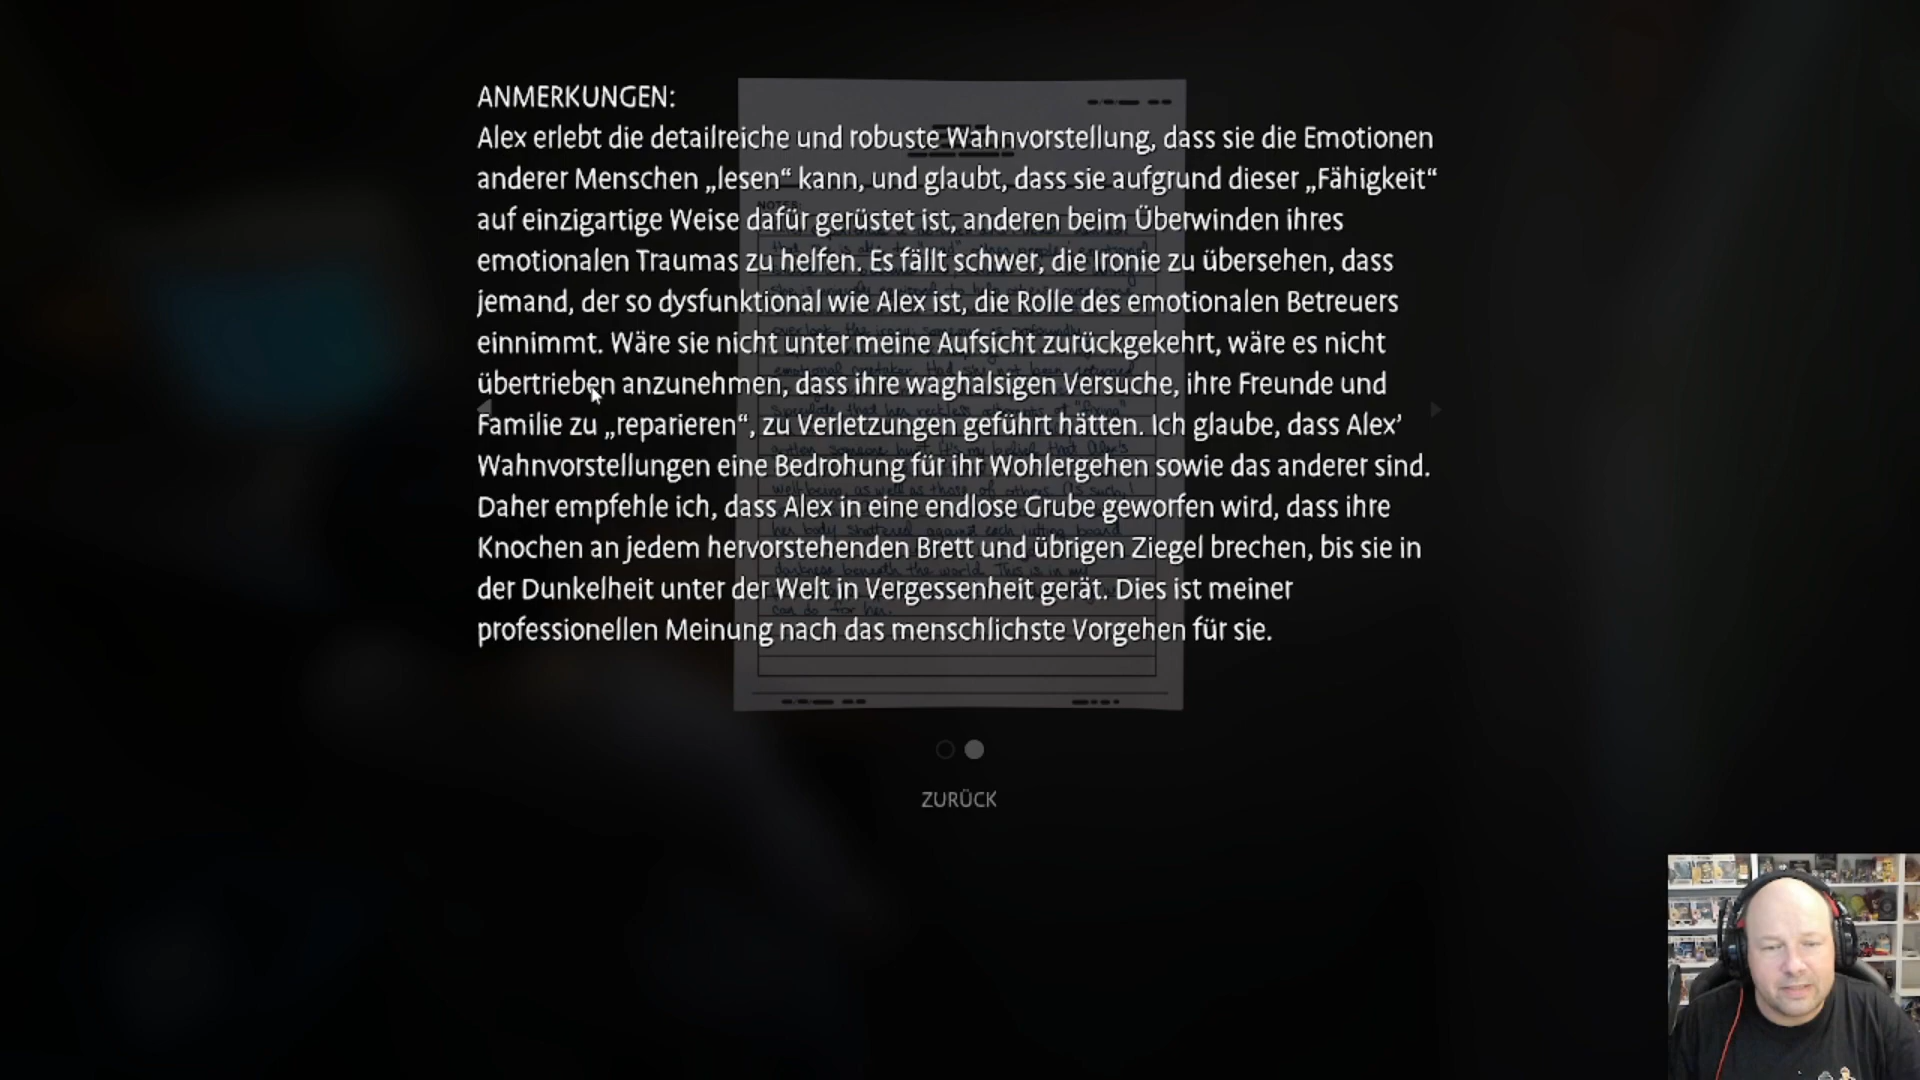 ANMERKUNGEN:
Alex erlebt die detailreiche und robuste Wahnvorstellung, dass sie die Emotionen
anderer Menschen „lesen“ kann, und glaubt, dass sie aufgrund dieser „Fähigkeit“
auf einzigartige Weise dafür gerüstet ist, anderen beim Überwinden ihres
emotionalen Traumas zu helfen. Es fällt schwer, die Ironie zu übersehen, dass
jemand, der so dysfunktional wie Alex ist, die Rolle des emotionalen Betreuers
einnimmt. Wäre sie nicht unter meine Aufsicht zurückgekehrt, wäre es nicht
übertrieben anzunehmen, dass ihre waghalsigen Versuche, ihre Freunde und
Familie zu „reparieren“, zu Verletzungen geführt hätten. Ich glaube, dass Alex’
Wahnvorstellungen eine Bedrohung für ihr Wohlergehen sowie das anderer sind.
Daher empfehle ich, dass Alex in eine endlose Grube geworfen wird, dass ihre
Knochen an jedem hervorstehenden Brett und übrigen Ziegel brechen, bis sie in
der Dunkelheit unter der Welt in Vergessenheit gerät. Dies ist meiner
professionellen Meinung nach das menschlichste Vorgehen für sie.
ZURÜCK